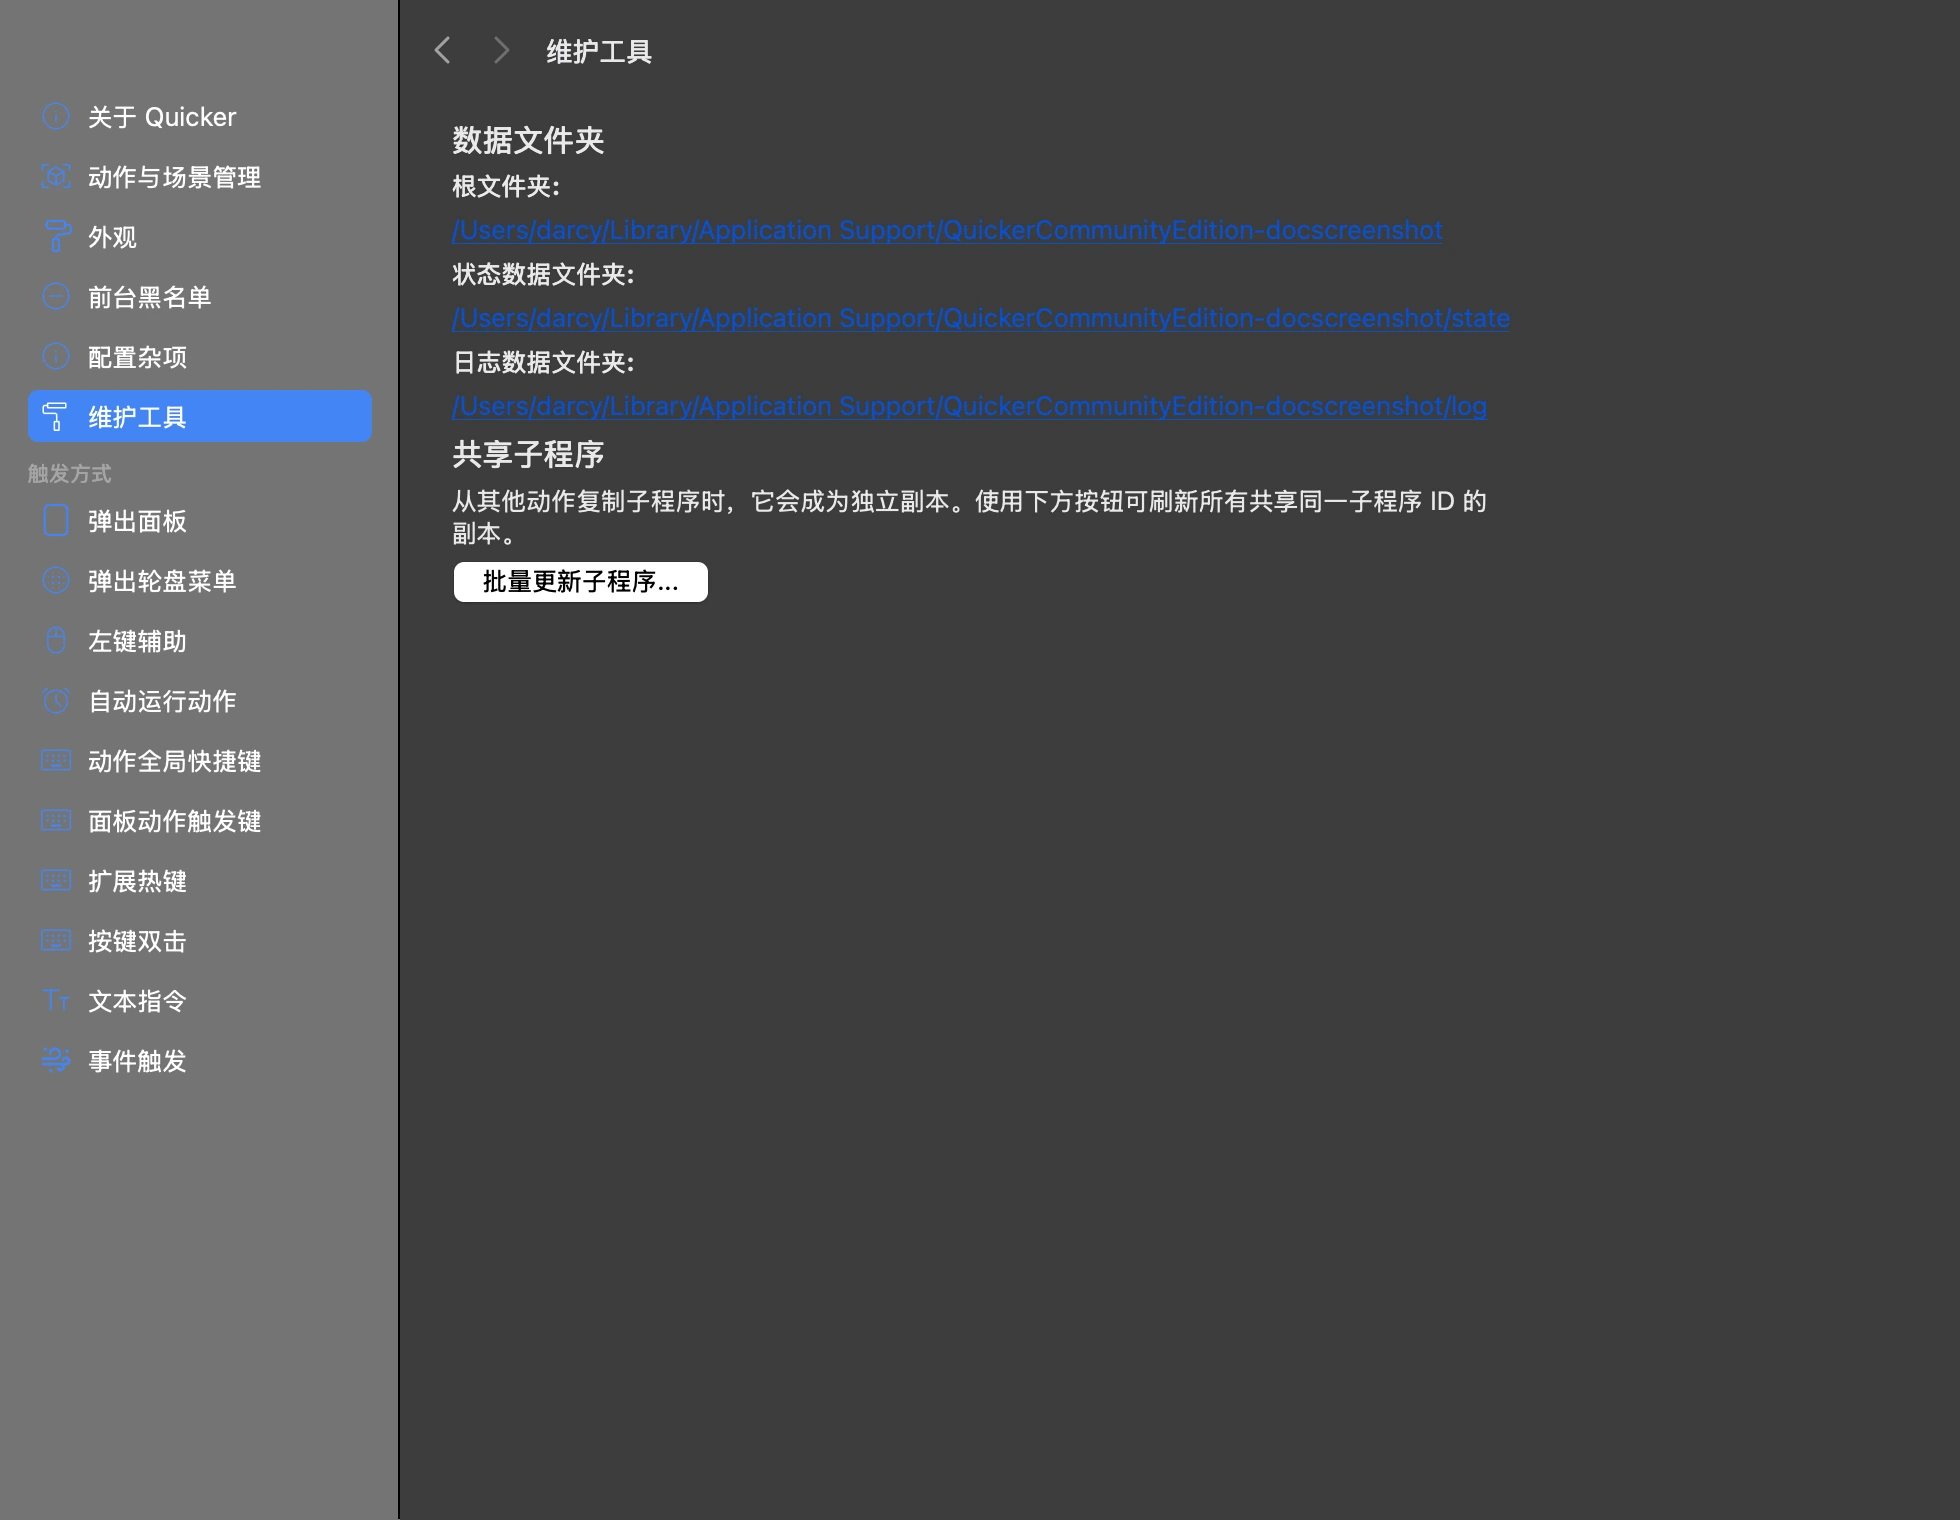 维护工具
关于 Quicker
动作与场景管理
外观
前台黑名单
配置杂项
维护工具
触发方式
弹出面板
弹出轮盘菜单
左键辅助
自动运行动作
动作全局快捷键
面板动作触发键
扩展热键
按键双击
文本指令
事件触发
数据文件夹
根文件夹:
/Users/darcy/Library/Application Support/QuickerCommunityEdition-docscreenshot
状态数据文件夹:
/Users/darcy/Library/Application Support/QuickerCommunityEdition-docscreenshot/state
日志数据文件夹:
/Users/darcy/Library/Application Support/QuickerCommunityEdition-docscreenshot/log
共享子程序
从其他动作复制子程序时，它会成为独立副本。使用下方按钮可刷新所有共享同一子程序 ID 的
副本。
批量更新子程序...